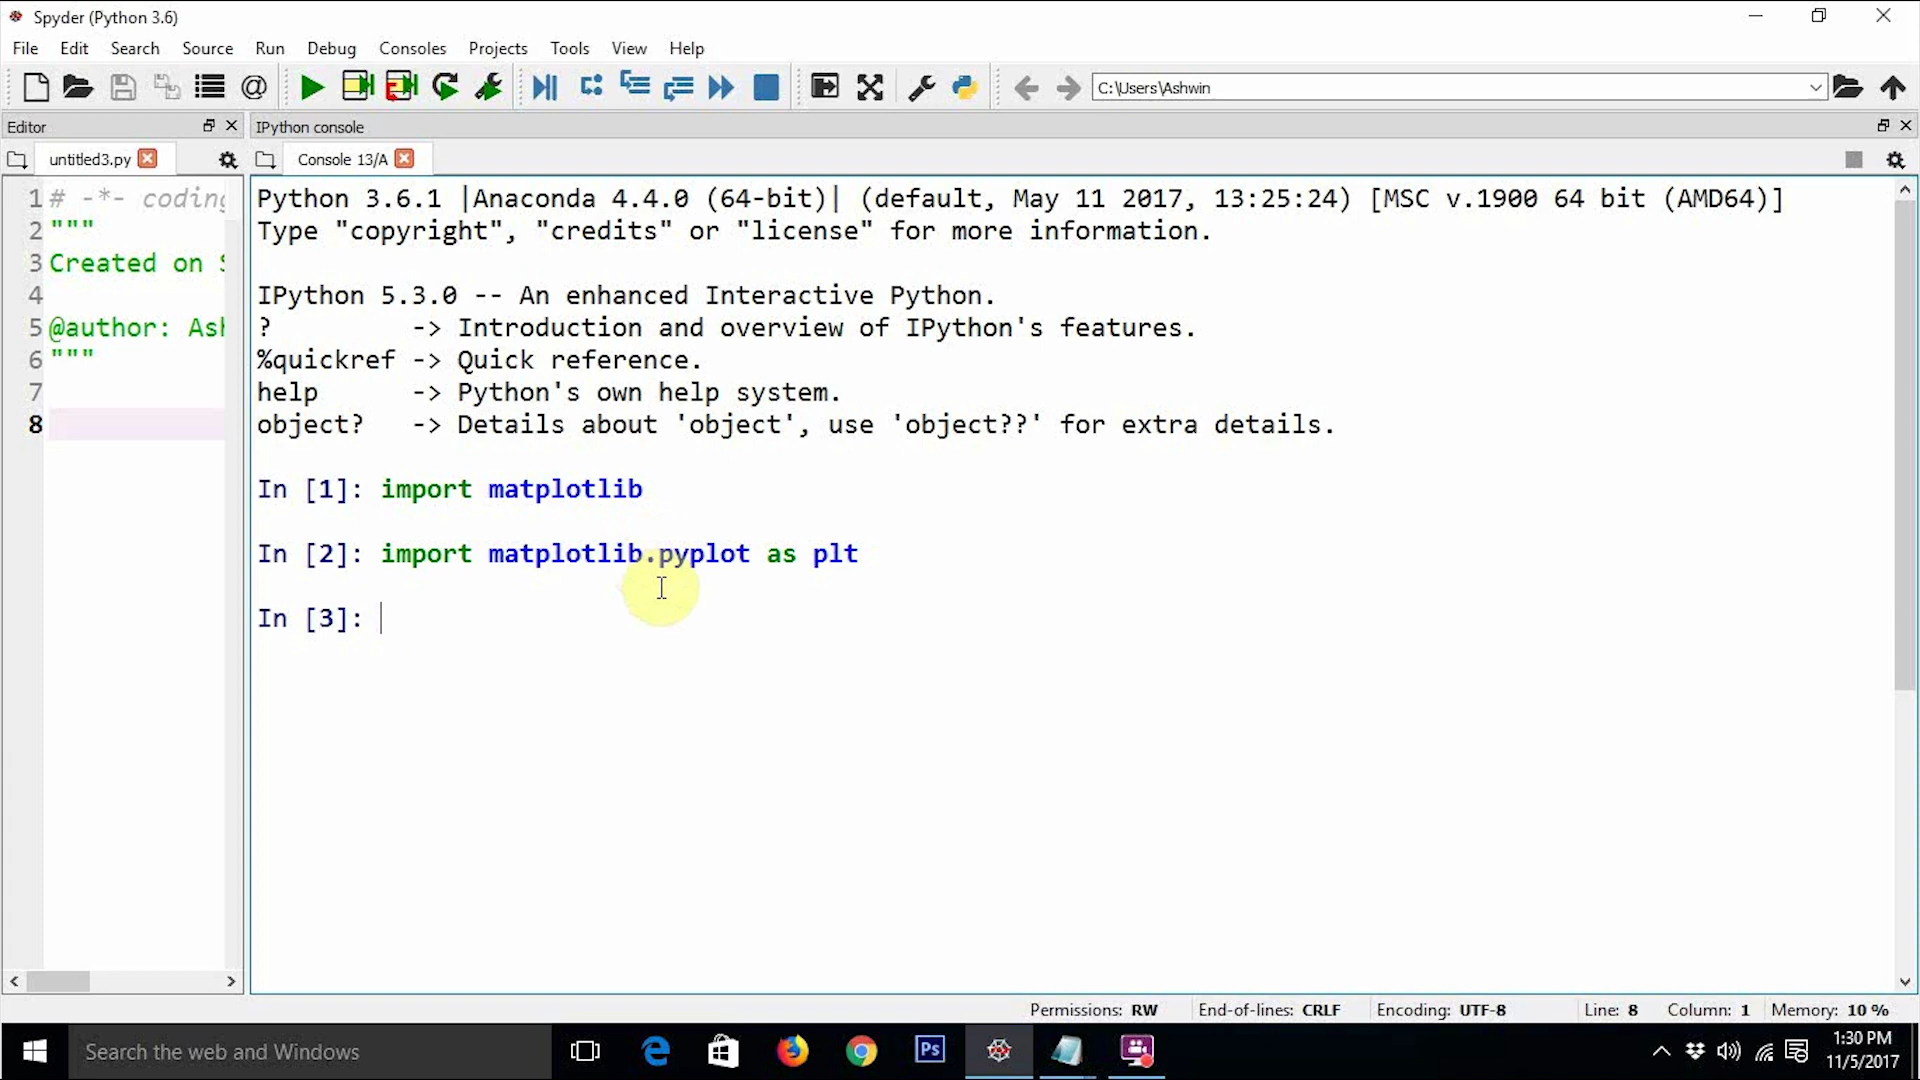 Spyder (Python 3.6)
File Edit Search Source Run Debug Consoles Projects Tools View Help
C:\Users\Ashwin
Editor
IPython console
untitled3.py
Console 13/A
1 # -*- coding
2 """
3 Created on
4
5 @author: Ash
6 """
7
8
Python 3.6.1 |Anaconda 4.4.0 (64-bit)| (default, May 11 2017, 13:25:24) [MSC v.1900 64 bit (AMD64)]
Type "copyright", "credits" or "license" for more information.
IPython 5.3.0 -- An enhanced Interactive Python.
?         -> Introduction and overview of IPython's features.
%quickref -> Quick reference.
help      -> Python's own help system.
object?   -> Details about 'object', use 'object??' for extra details.
In [1]: import matplotlib
In [2]: import matplotlib.pyplot as plt
In [3]:
Permissions: RW End-of-lines: CRLF Encoding: UTF-8 Line: 8 Column: 1 Memory: 10 %
Search the web and Windows
Ps
1:30 PM
11/5/2017